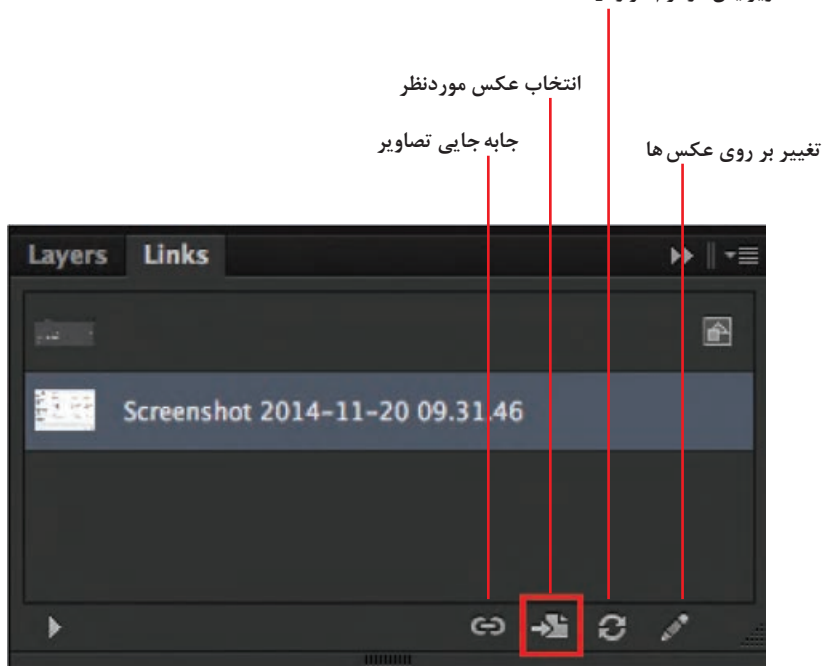 انتخاب عکس موردنظر
جابه جایی تصاویر
تغییر بر روی عکس ها
Layers Links
Screenshot 2014-11-20 09.31.46